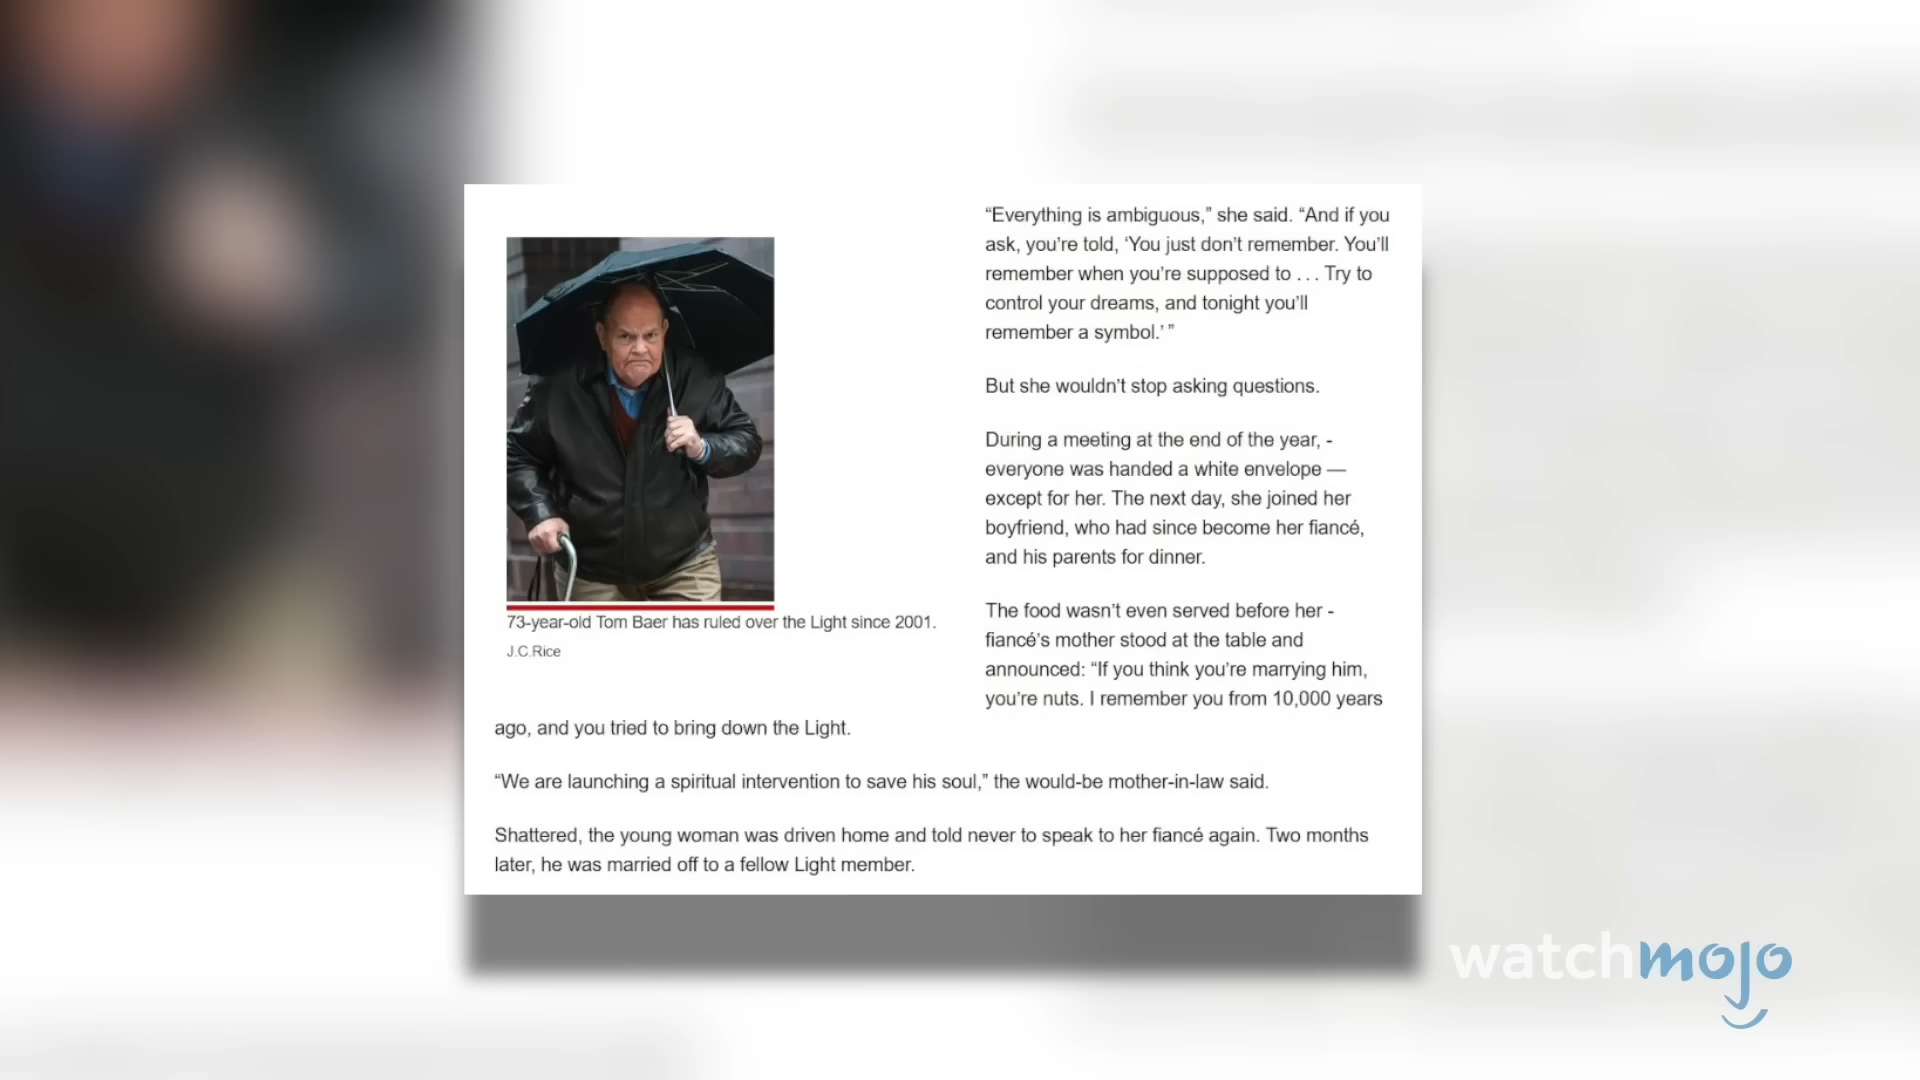 “Everything is ambiguous,” she said. “And if you
ask, you’re told, ‘You just don’t remember. You’ll
remember when you’re supposed to . . . Try to
control your dreams, and tonight you’ll
remember a symbol.’ ”
But she wouldn’t stop asking questions.
During a meeting at the end of the year, -
everyone was handed a white envelope —
except for her. The next day, she joined her
boyfriend, who had since become her fiancé,
and his parents for dinner.
73-year-old Tom Baer has ruled over the Light since 2001.
J.C.Rice
The food wasn’t even served before her -
fiancé’s mother stood at the table and
announced: “If you think you’re marrying him,
you’re nuts. I remember you from 10,000 years
ago, and you tried to bring down the Light.
“We are launching a spiritual intervention to save his soul,” the would-be mother-in-law said.
Shattered, the young woman was driven home and told never to speak to her fiancé again. Two months
later, he was married off to a fellow Light member.
watchmojo